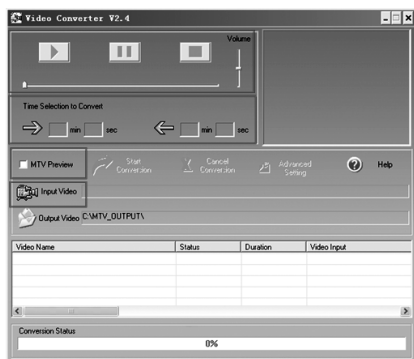 Video Converter V2.4
Volume
Time Selection to Convert
min sec min sec
MTV Preview Start Conversion Cancel Conversion Advanced Setting Help
Input Video
Output Video C:\MTV_OUTPUT\
Video Name Status Duration Video Input
Conversion Status
0%